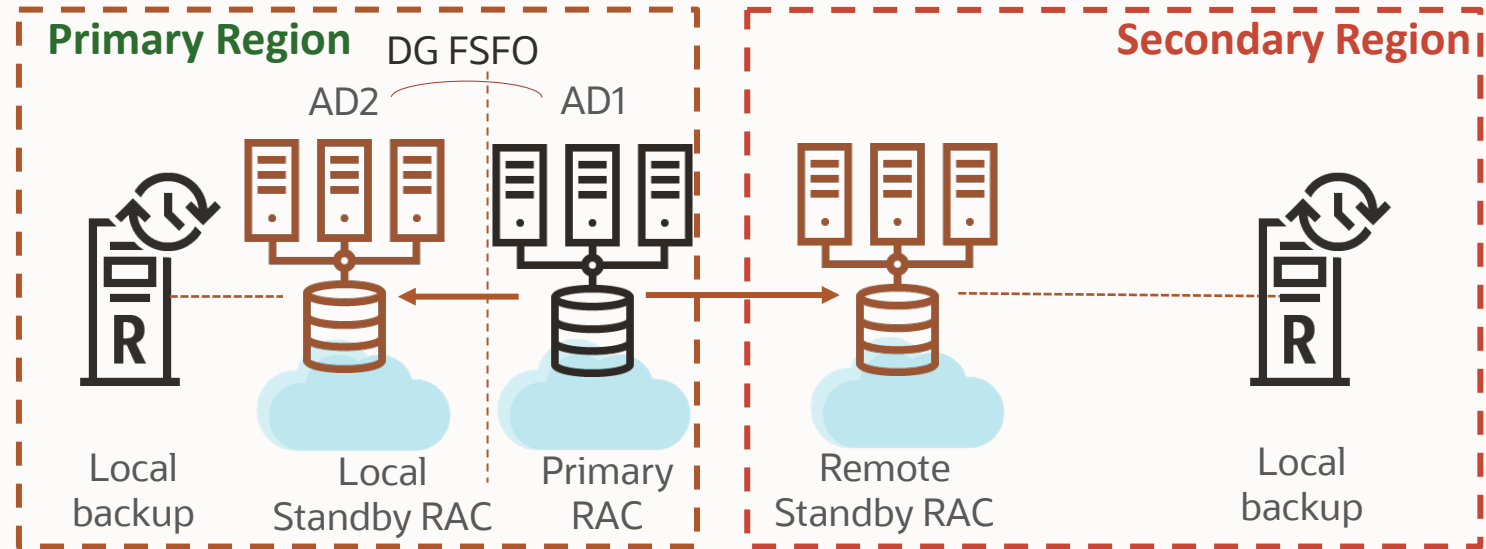 Primary Region
DG FSFO
Secondary Region
AD2
AD1
R
R
Local
backup
Local
Standby RAC
Primary
RAC
Remote
Standby RAC
Local
backup